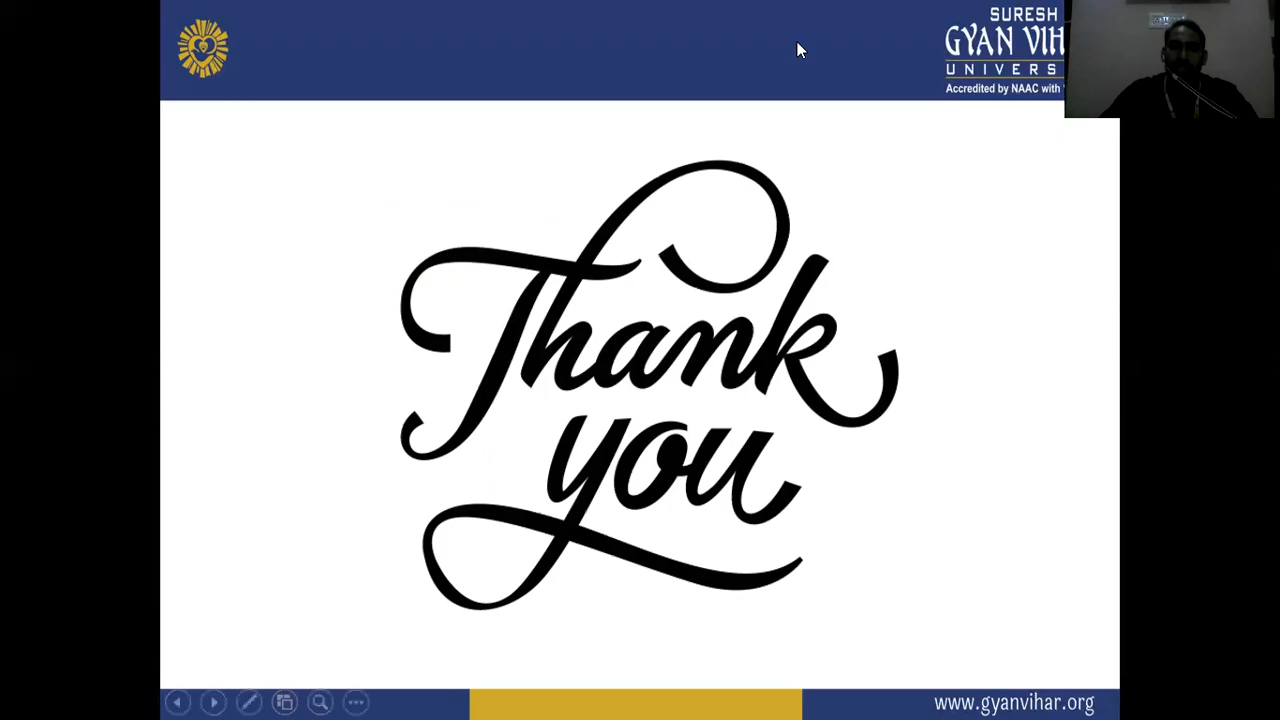 SURESH
GYAN VIH
UNIVERS
Accredited by NAAC with
Thank
you
www.gyanvihar.org